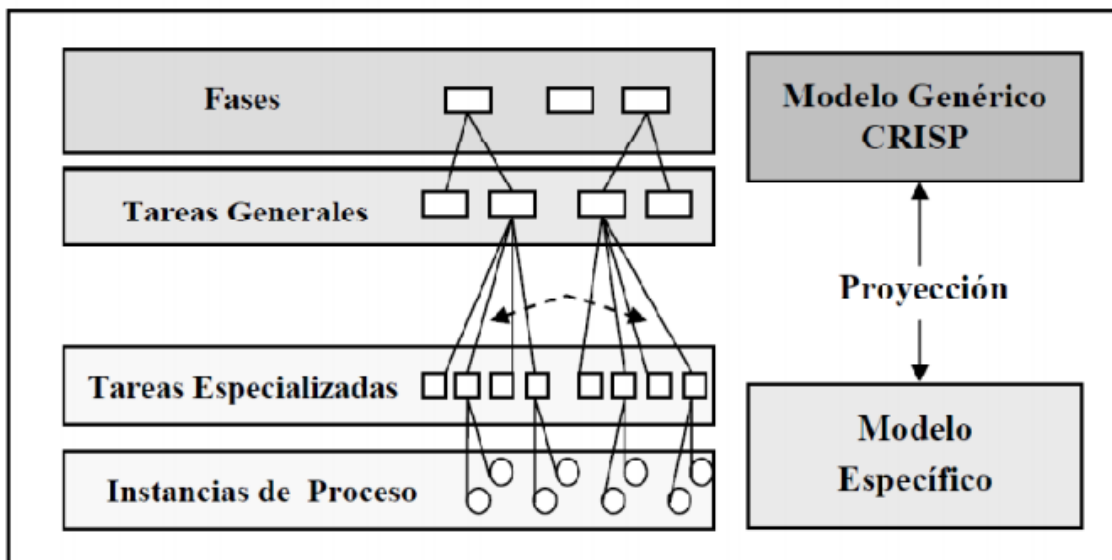 Fases
Tareas Generales
Tareas Especializadas
Instancias de Proceso
Modelo Genérico
CRISP
Proyección
Modelo
Específico